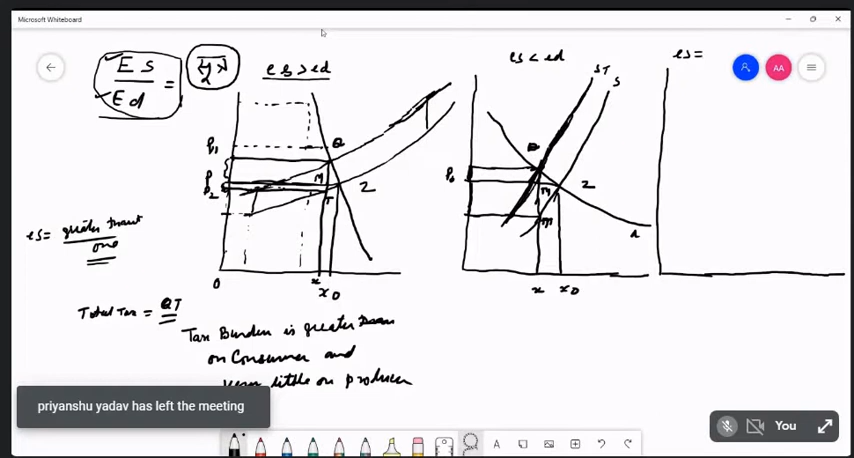 Microsoft Whiteboard
Es
Ed
=
es > ed
es < ed
es =
AA
ST
S
P1
Q
P
P2
M
T
Z
O
x
x0
P0
Q
M
Z
x
x0
es = greater than
one
Total Tax = QT
Tax Burden is greater than
on Consumer and
very little on producer
priyanshu yadav has left the meeting
You
A